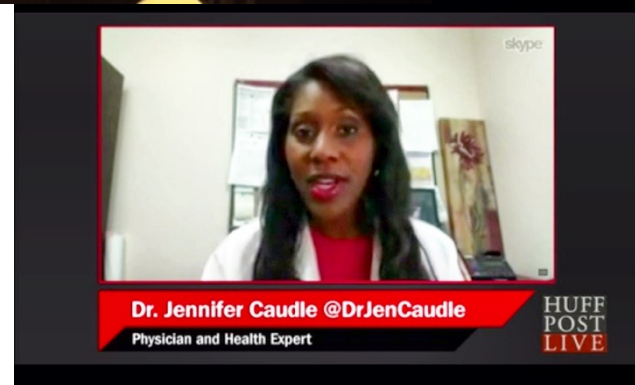 skype
Dr. Jennifer Caudle @DrJenCaudle
Physician and Health Expert
HUFF
POST
LIVE